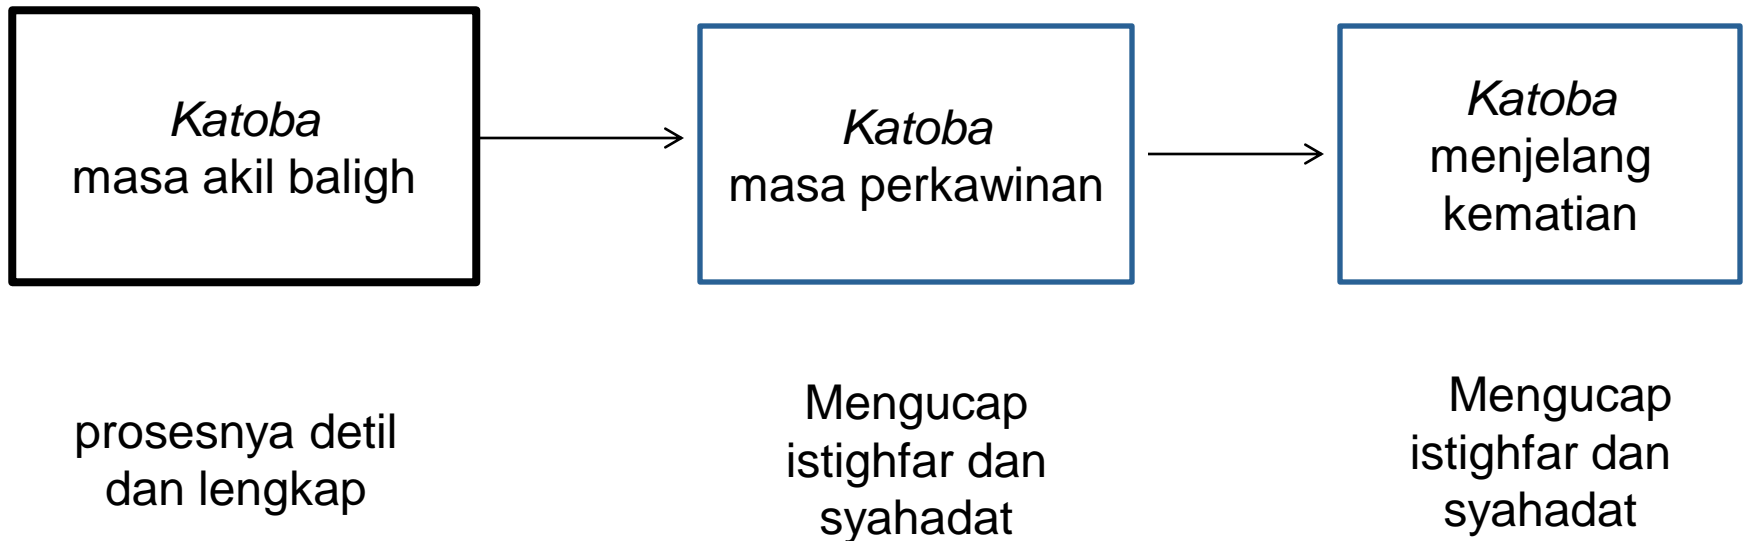 Katoba
masa akil baligh
Katoba
masa perkawinan
Katoba
menjelang
kematian
prosesnya detil
dan lengkap
Mengucap
istighfar dan
syahadat
Mengucap
istighfar dan
syahadat